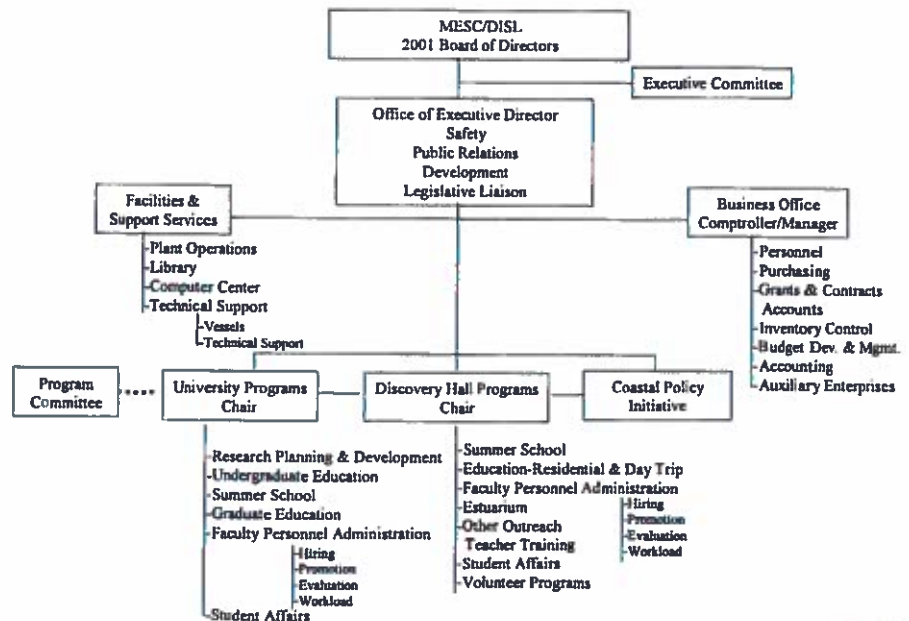 MESC/DISL
2001 Board of Directors
Executive Committee
Office of Executive Director
Safety
Public Relations
Development
Legislative Liaison
Facilities &
Support Services
Plant Operations
Library
Computer Center
Technical Support
Vessels
Technical Support
Business Office
Comptroller/Manager
Personnel
Purchasing
Grants & Contracts
Accounts
Inventory Control
Budget Dev. & Mgmt.
Accounting
Auxiliary Enterprises
Program
Committee
University Programs
Chair
Discovery Hall Programs
Chair
Coastal Policy
Initiative
Research Planning & Development
Undergraduate Education
Summer School
Graduate Education
Faculty Personnel Administration
Hiring
Promotion
Evaluation
Workload
Student Affairs
Summer School
Education-Residential & Day Trip
Faculty Personnel Administration
Hiring
Promotion
Evaluation
Workload
Estuarium
Other Outreach
Teacher Training
Student Affairs
Volunteer Programs